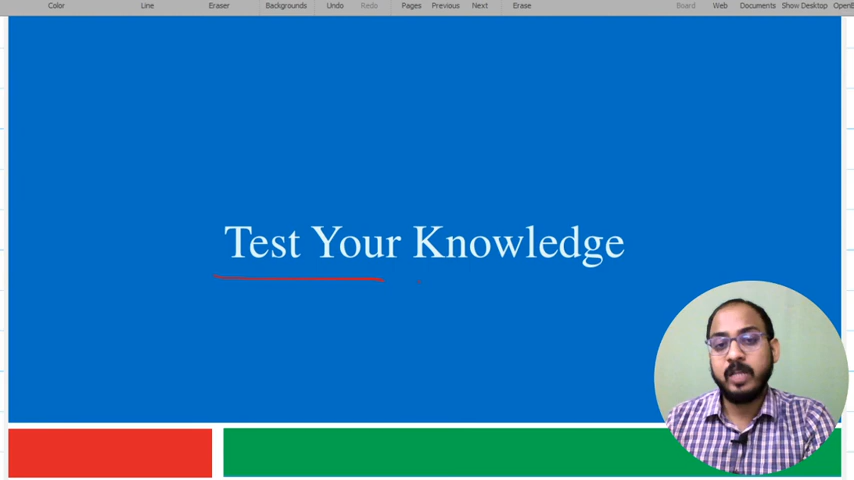 Color Line Eraser Backgrounds Undo Redo Pages Previous Next Erase Board Web Documents Show Desktop
Test Your Knowledge